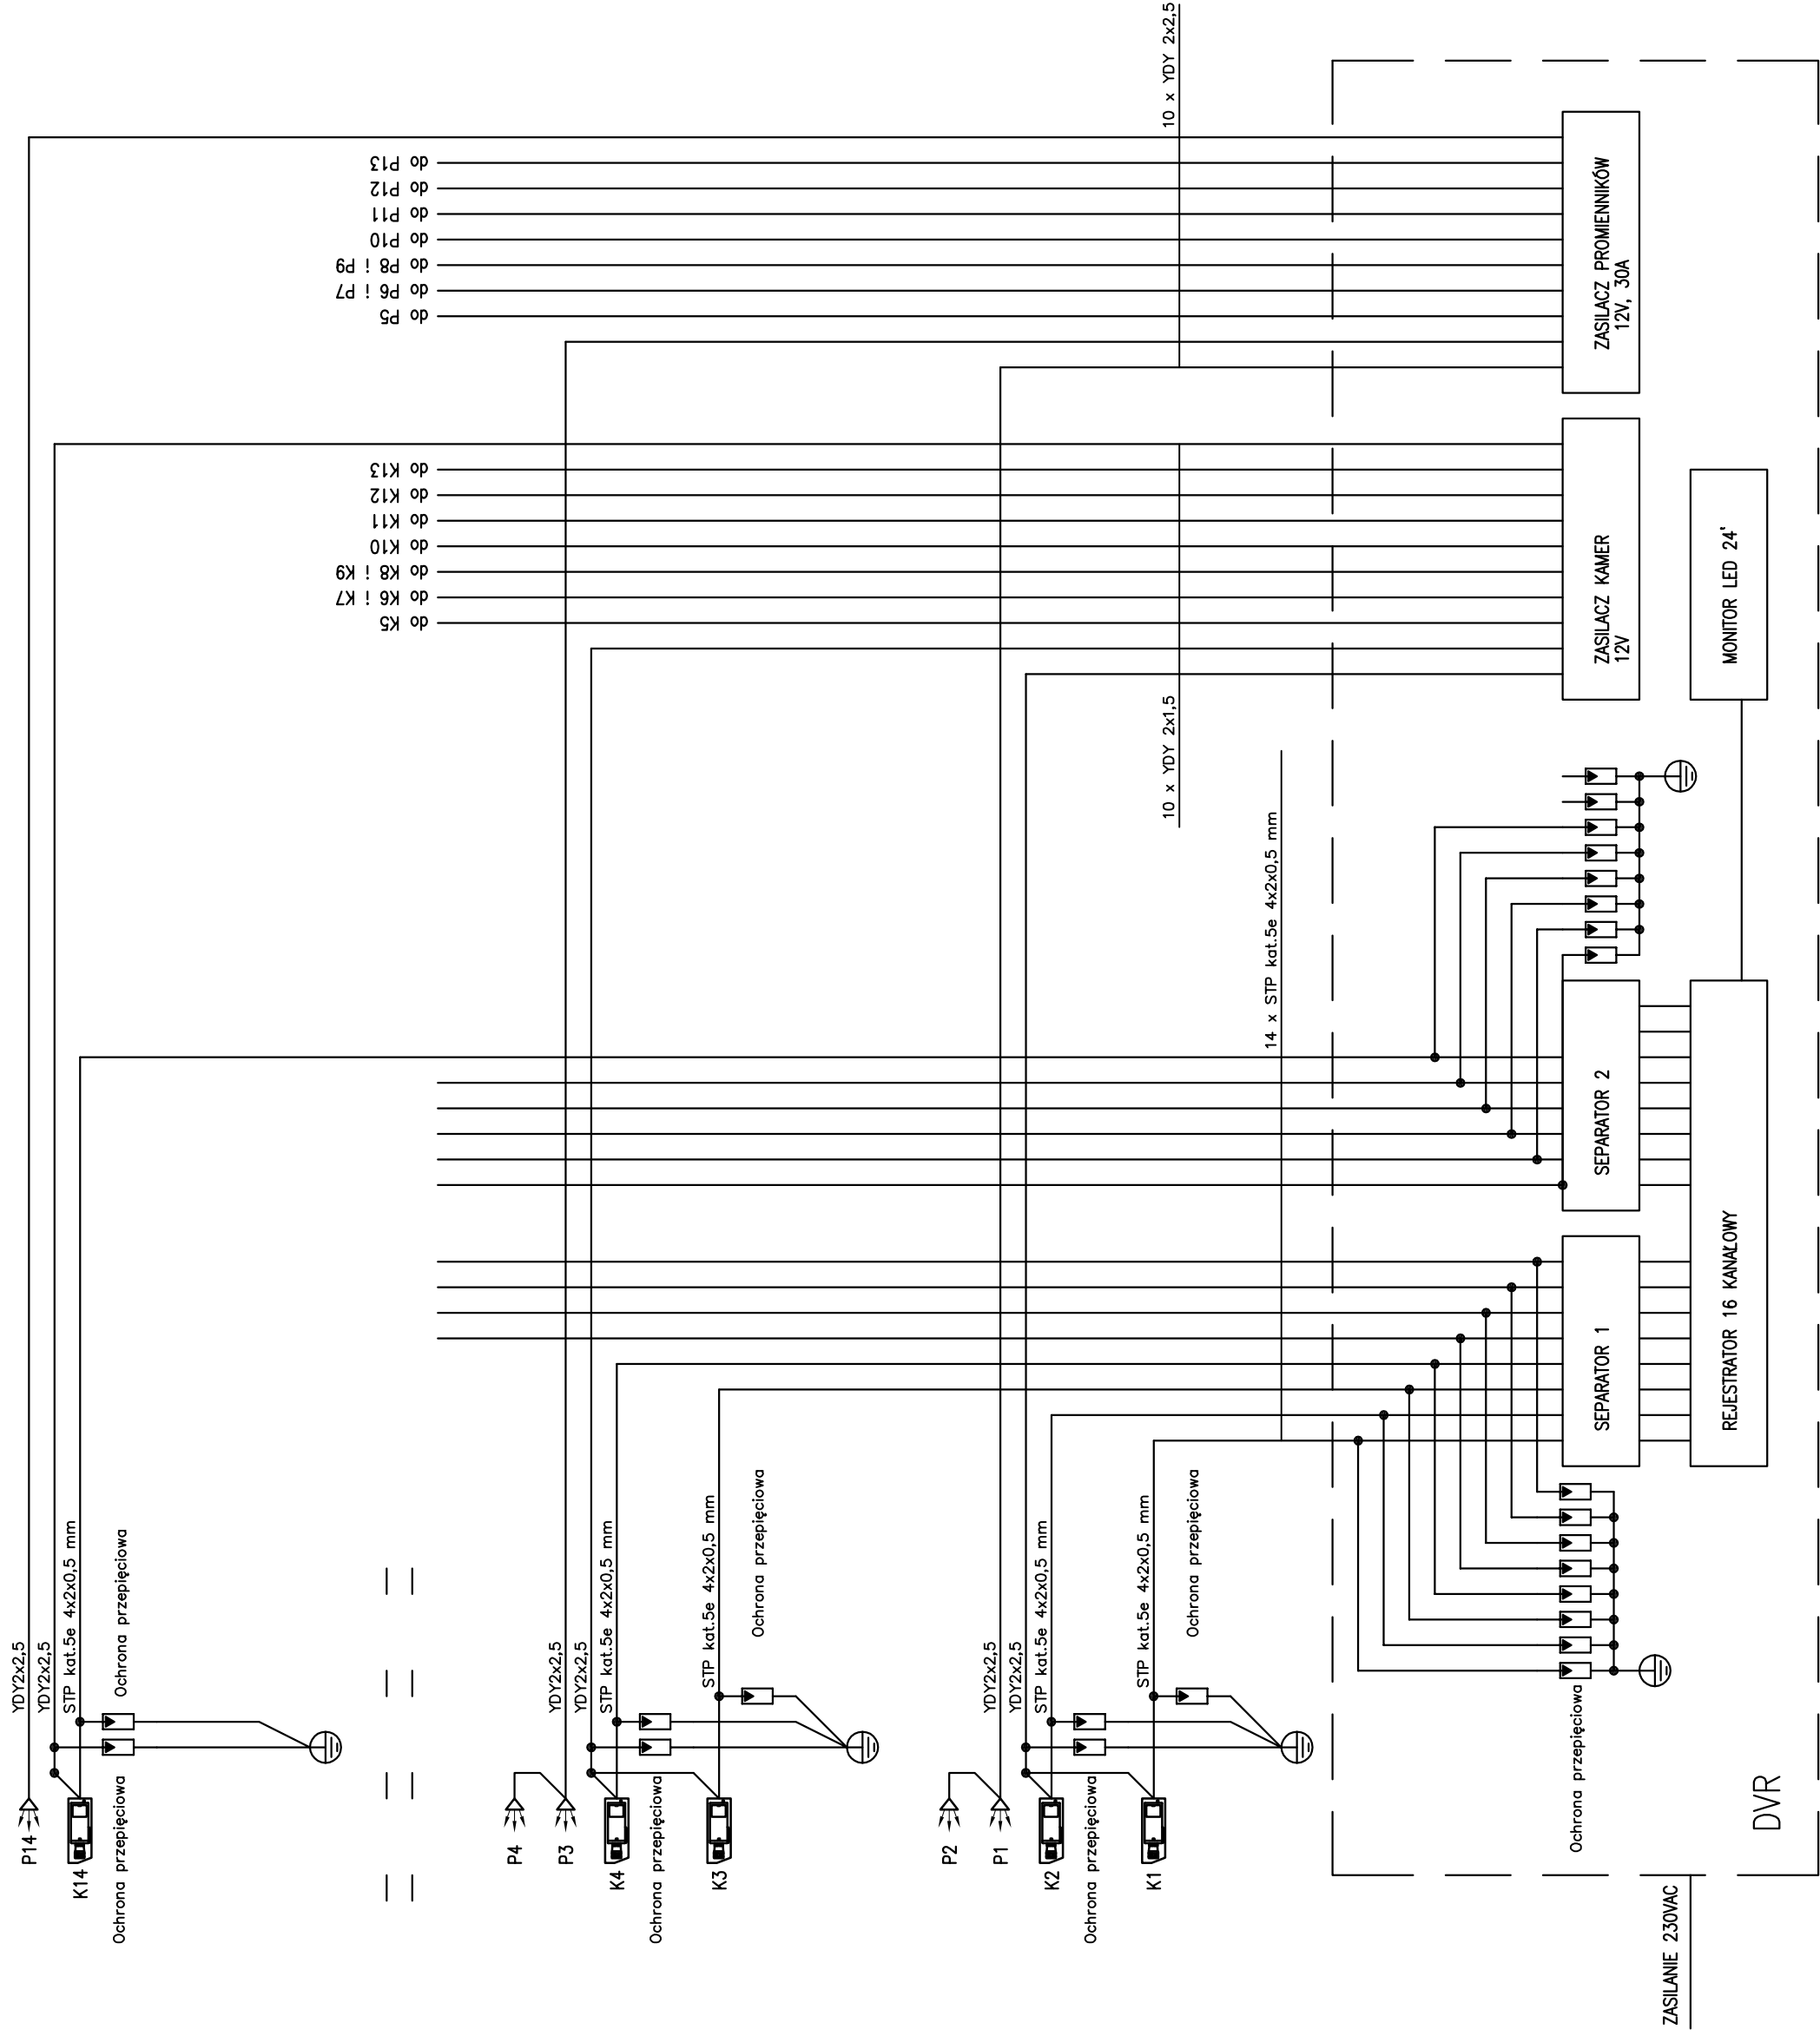 10 x YDY 2x2,5
do P13
do P12
do P11
do P10
do P8 i P9
do P6 i P7
do P5
ZASILACZ PROMIENNIKÓW
12V, 30A
do K13
do K12
do K11
do K10
do K8 i K9
do K6 i K7
do K5
ZASILACZ KAMER
12V
MONITOR LED 24'
10 x YDY 2x1,5
14 x STP kat.5e 4x2x0,5 mm
SEPARATOR 2
SEPARATOR 1
REJESTRATOR 16 KANAŁOWY
YDY2x2,5
YDY2x2,5
STP kat.5e 4x2x0,5 mm
Ochrona przepięciowa
P14
K14
Ochrona przepięciowa
YDY2x2,5
YDY2x2,5
STP kat.5e 4x2x0,5 mm
STP kat.5e 4x2x0,5 mm
Ochrona przepięciowa
P4
P3
K4
Ochrona przepięciowa
K3
YDY2x2,5
YDY2x2,5
STP kat.5e 4x2x0,5 mm
STP kat.5e 4x2x0,5 mm
Ochrona przepięciowa
P2
P1
K2
Ochrona przepięciowa
K1
Ochrona przepięciowa
DVR
ZASILANIE 230VAC